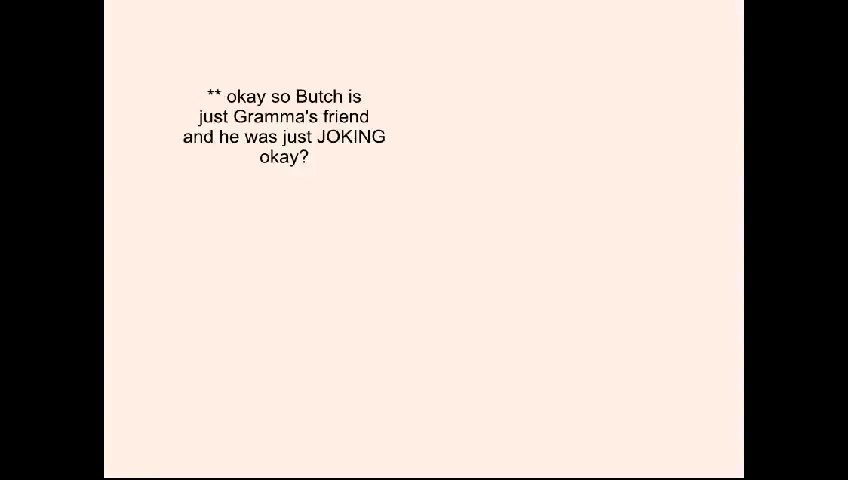 ** okay so Butch is
just Gramma's friend
and he was just JOKING
okay?